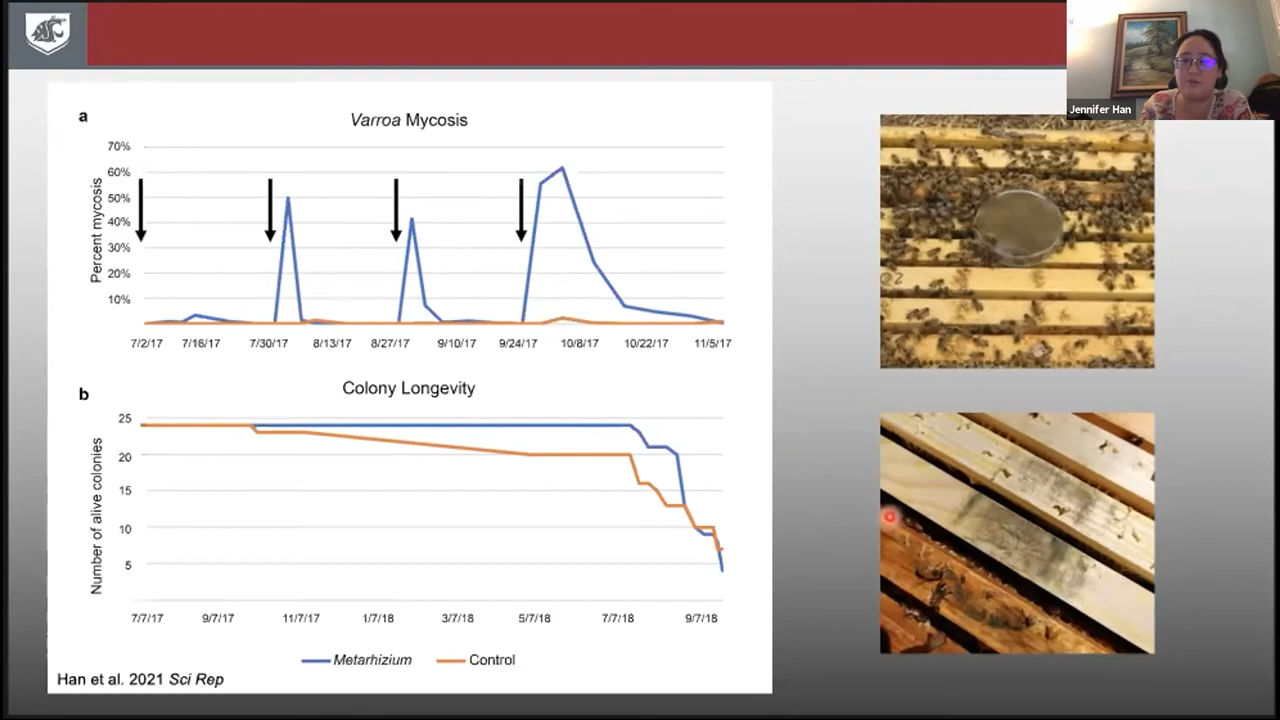 Jennifer Han
a
Varroa Mycosis
Percent mycosis
70%
60%
50%
40%
30%
20%
10%
7/2/17 7/16/17 7/30/17 8/13/17 8/27/17 9/10/17 9/24/17 10/8/17 10/22/17 11/5/17
b
Colony Longevity
Number of alive colonies
25
20
15
10
5
7/7/17 9/7/17 11/7/17 1/7/18 3/7/18 5/7/18 7/7/18 9/7/18
Metarhizium Control
Han et al. 2021 Sci Rep